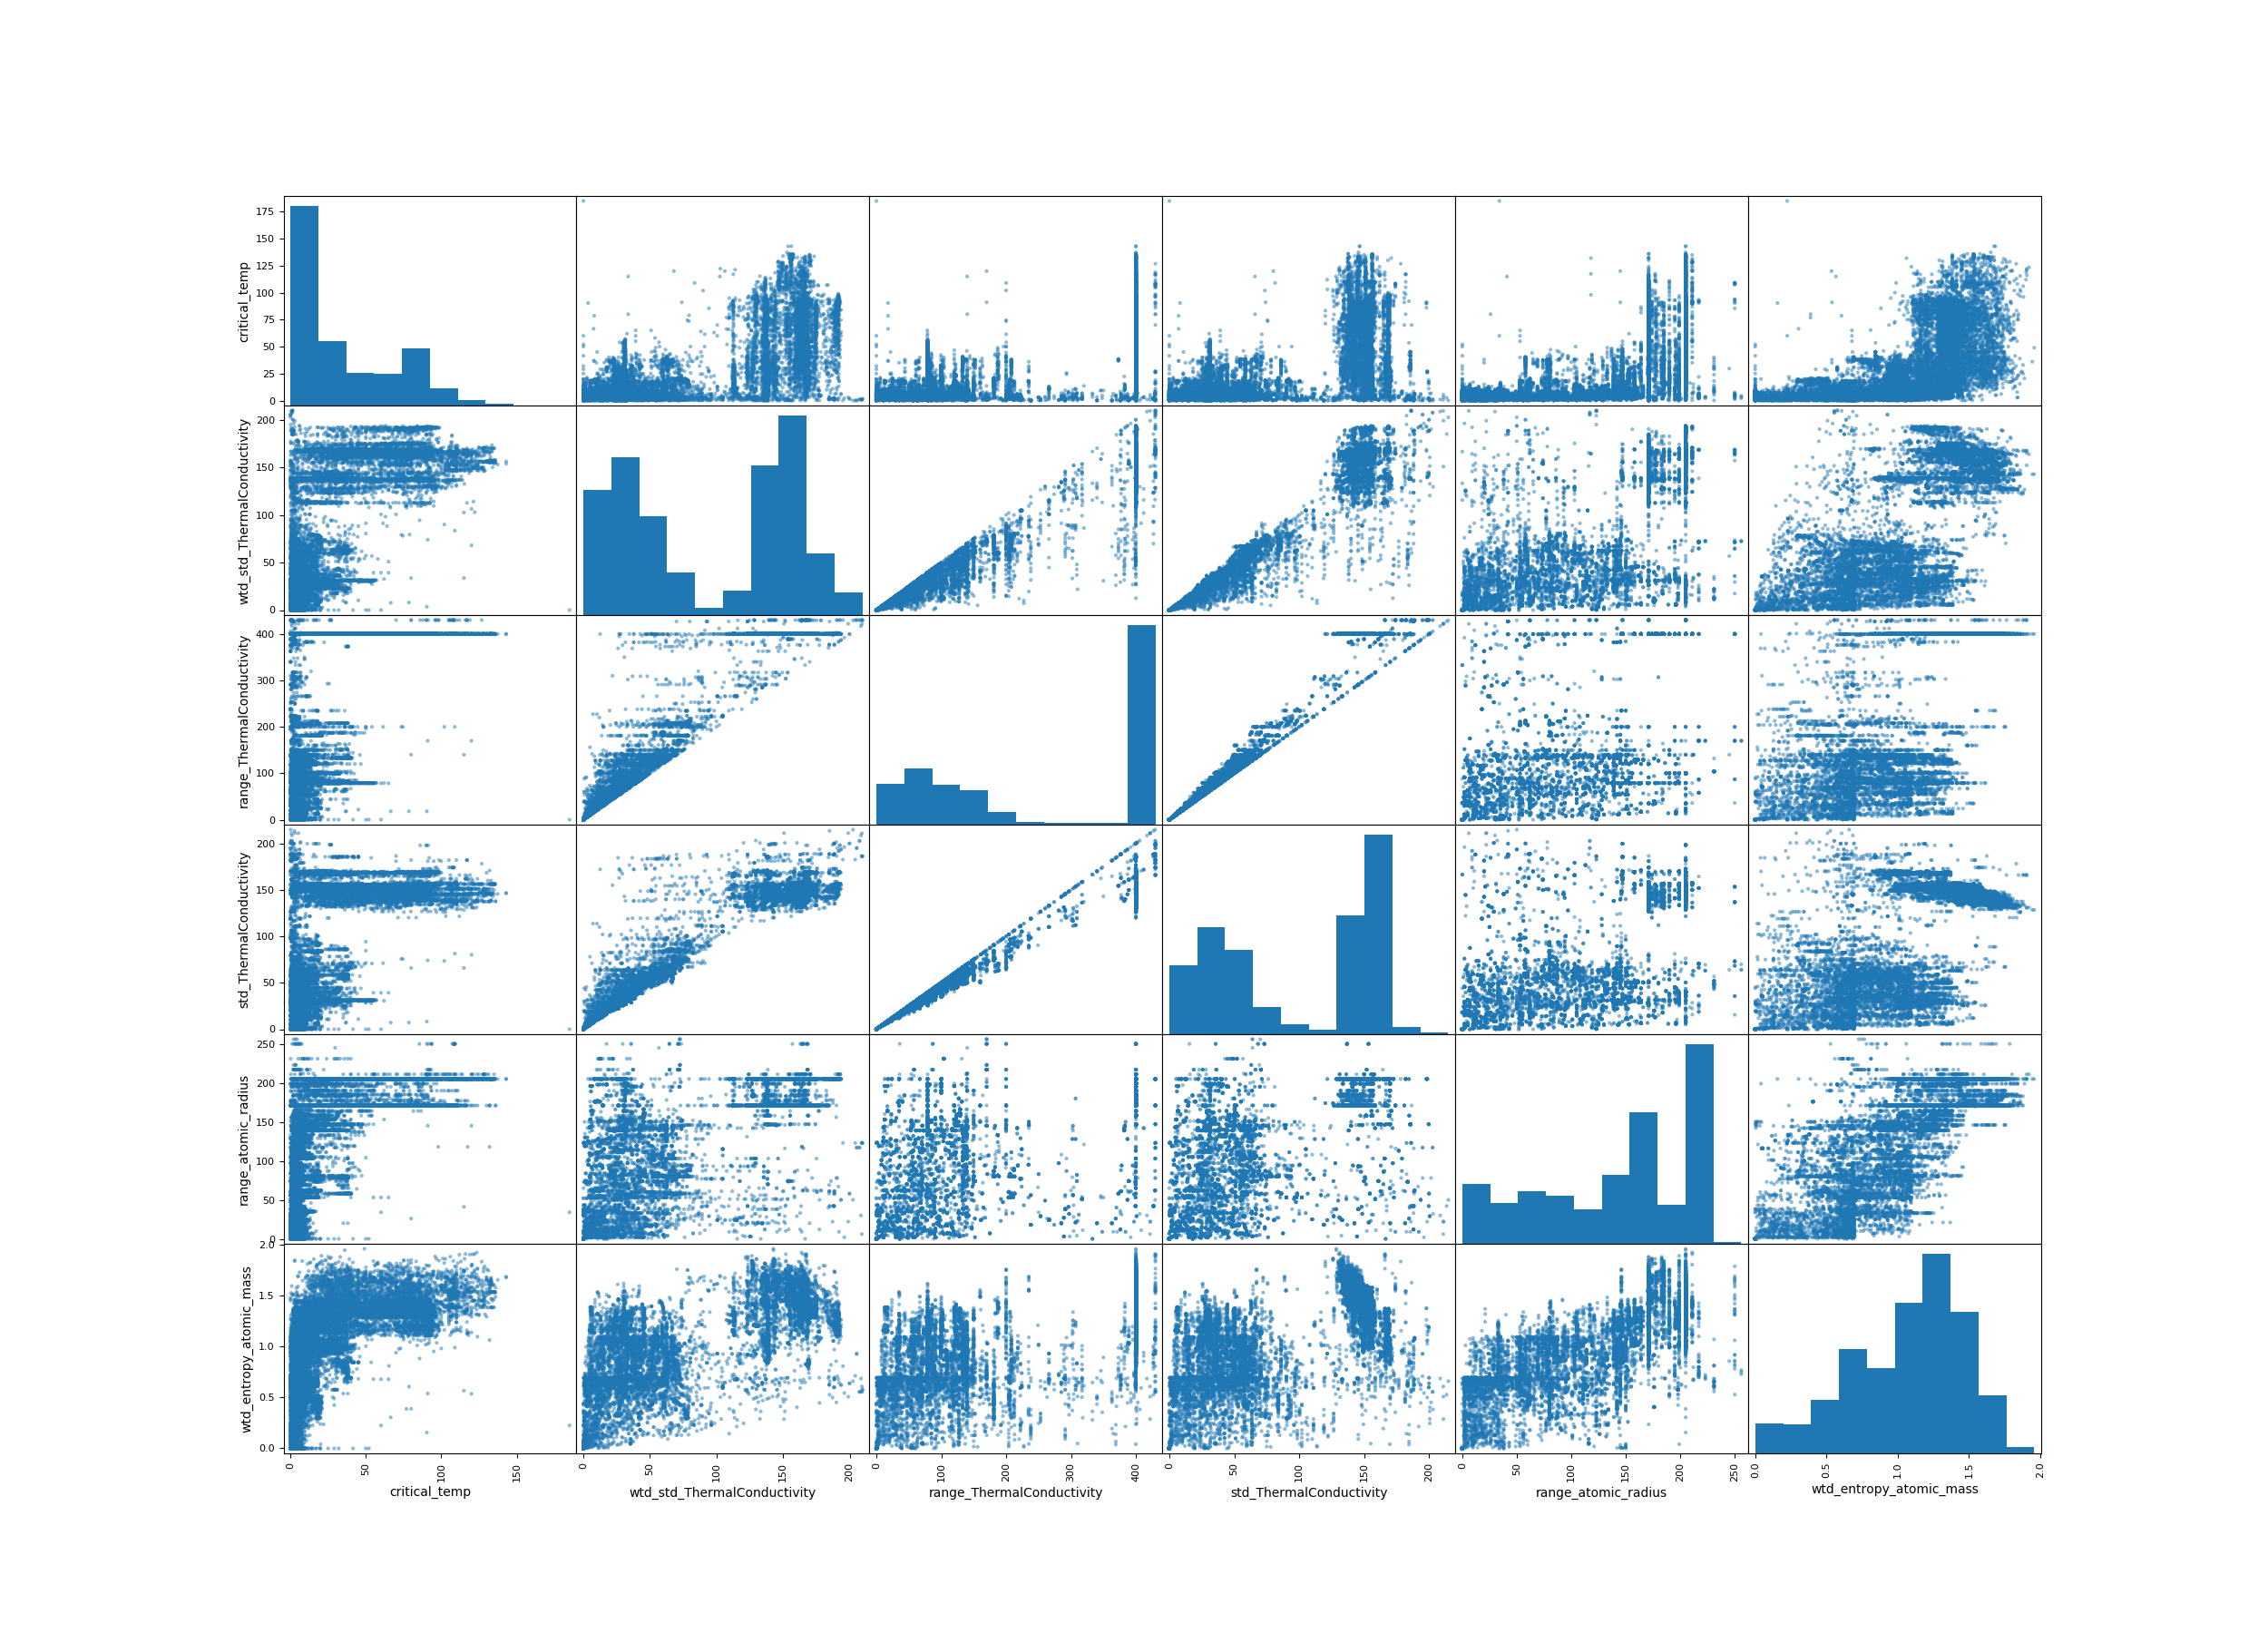 critical_temp
175
150
125
100
75
50
25
0
wtd_std_ThermalConductivity
200
150
100
50
0
range_ThermalConductivity
400
300
200
100
0
std_ThermalConductivity
200
150
100
50
0
range_atomic_radius
250
200
150
100
50
0
wtd_entropy_atomic_mass
2.0
1.5
1.0
0.5
0.0
0 50 100 150
0 50 100 150 200
0 100 200 300 400
0 50 100 150 200
0 50 100 150 200 250
0.0 0.5 1.0 1.5 2.0
critical_temp wtd_std_ThermalConductivity range_ThermalConductivity std_ThermalConductivity range_atomic_radius wtd_entropy_atomic_mass